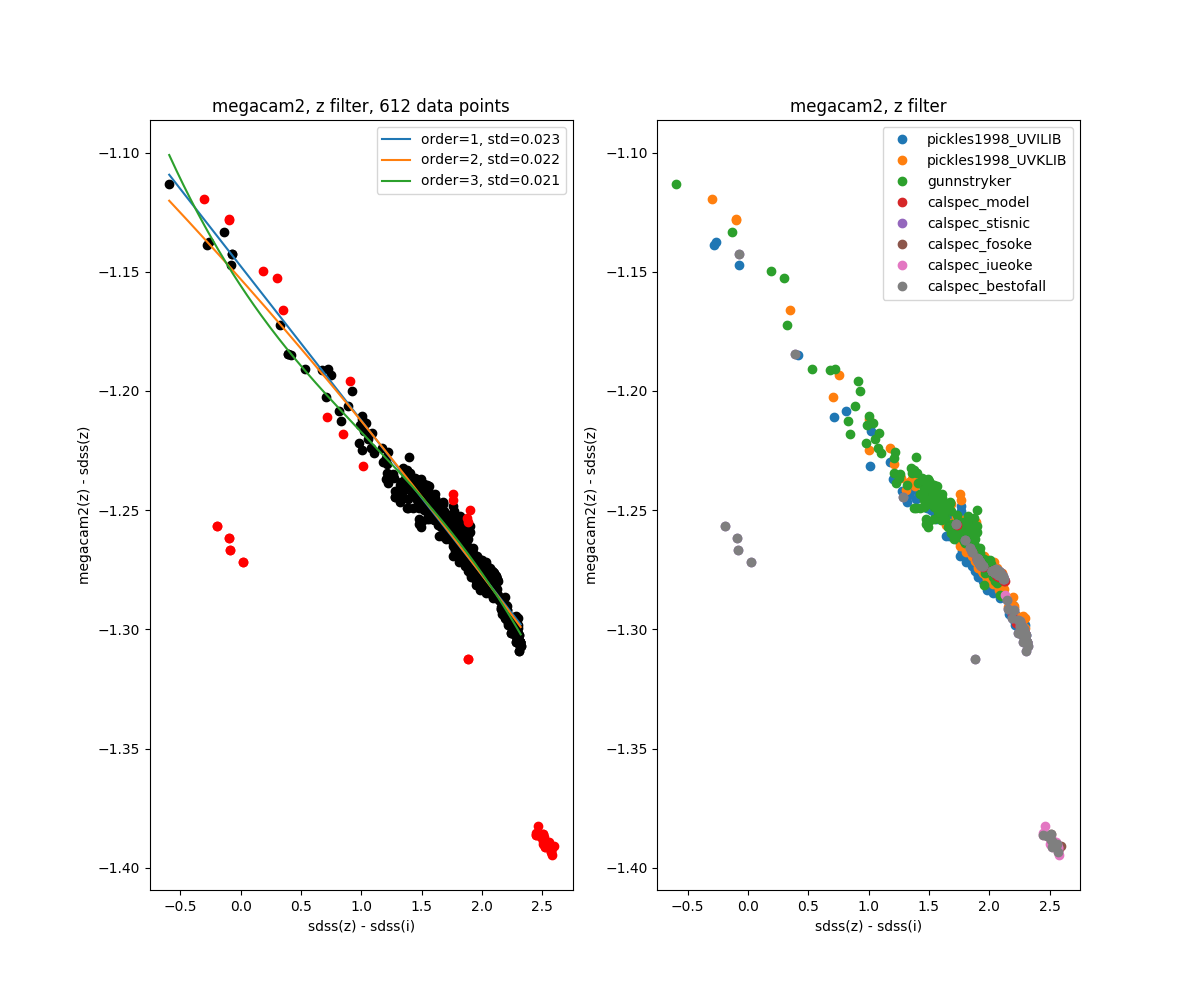 megacam2, z filter, 612 data points
order=1, std=0.023
order=2, std=0.022
order=3, std=0.021
−1.10
−1.15
−1.20
−1.25
−1.30
−1.35
−1.40
megacam2(z) - sdss(z)
−0.5 0.0 0.5 1.0 1.5 2.0 2.5
sdss(z) - sdss(i)
megacam2, z filter
pickles1998_UVILIB
pickles1998_UVKLIB
gunnstryker
calspec_model
calspec_stisnic
calspec_fosoke
calspec_iueoke
calspec_bestofall
−1.10
−1.15
−1.20
−1.25
−1.30
−1.35
−1.40
megacam2(z) - sdss(z)
−0.5 0.0 0.5 1.0 1.5 2.0 2.5
sdss(z) - sdss(i)